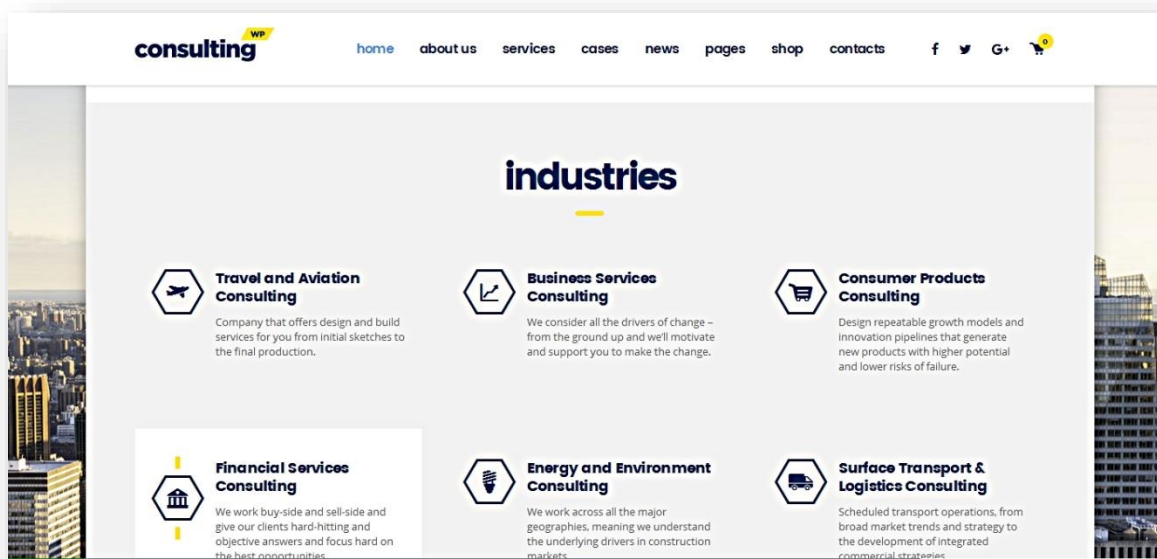 consulting WP
home about us services cases news pages shop contacts f G+ 0
industries
Travel and Aviation
Consulting
Company that offers design and build
services for you from initial sketches to
the final production.
Business Services
Consulting
We consider all the drivers of change –
from the ground up and we'll motivate
and support you to make the change.
Consumer Products
Consulting
Design repeatable growth models and
innovation pipelines that generate
new products with higher potential
and lower risks of failure.
Financial Services
Consulting
We work buy-side and sell-side and
give our clients hard-hitting and
objective answers and focus hard on
the best opportunities
Energy and Environment
Consulting
We work across all the major
geographies, meaning we understand
the underlying drivers in construction
markets
Surface Transport &
Logistics Consulting
Scheduled transport operations, from
broad market trends and strategy to
the development of integrated
commercial strategies